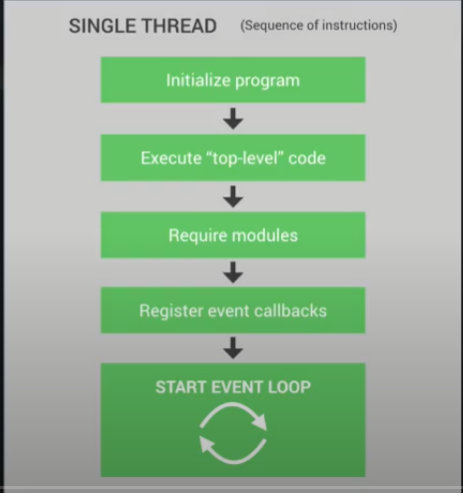 SINGLE THREAD (Sequence of instructions)
Initialize program
Execute “top-level” code
Require modules
Register event callbacks
START EVENT LOOP